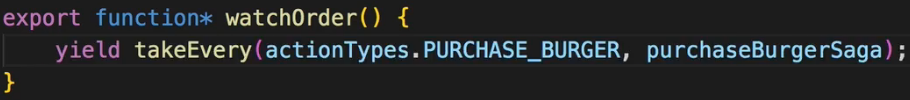 export function* watchOrder() {
    yield takeEvery(actionTypes.PURCHASE_BURGER, purchaseBurgerSaga);
}